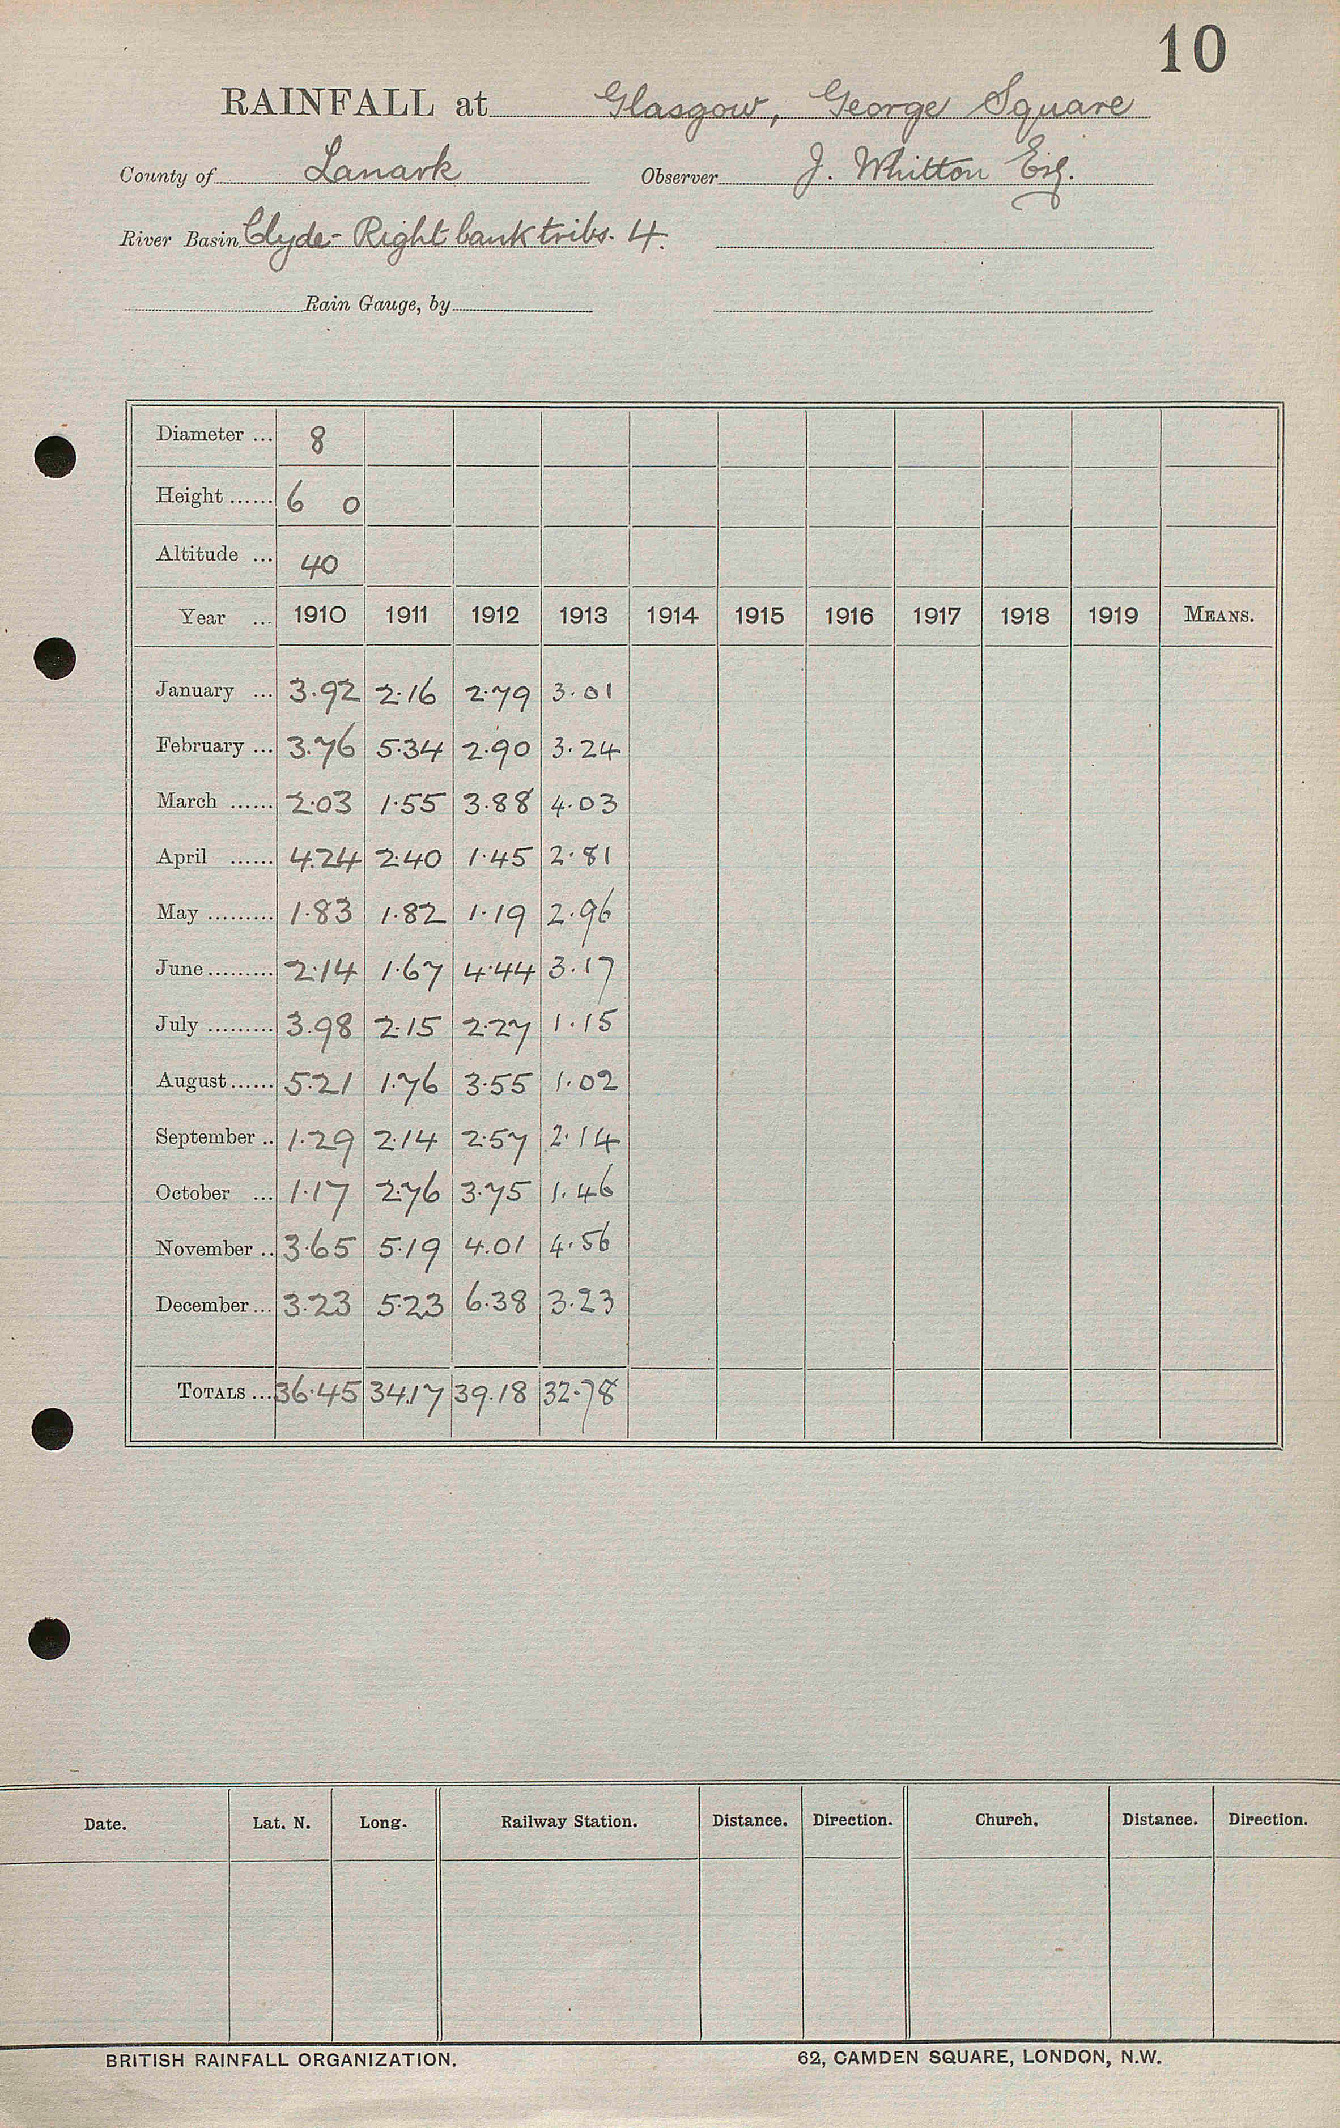 10
RAINFALL at Glasgow, George Square
County of Lanark Observer J. Whitton Esq.
River Basin Clyde - Right bank tribs. 4.
Rain Gauge, by
Diameter ... 8
Height ...... 6 0
Altitude ... 40
Year ... 1910 1911 1912 1913 1914 1915 1916 1917 1918 1919 MEANS.
January ... 3.92 2.16 2.79 3.01
February ... 3.76 5.34 2.90 3.24
March ...... 2.03 1.55 3.88 4.03
April ...... 4.24 2.40 1.45 2.81
May ......... 1.83 1.82 1.19 2.96
June ......... 2.14 1.67 4.44 3.17
July ......... 3.98 2.15 2.27 1.15
August ...... 5.21 1.76 3.55 1.02
September .. 1.29 2.14 2.57 2.14
October ... 1.17 2.76 3.75 1.46
November .. 3.65 5.19 4.01 4.56
December ... 3.23 5.23 6.38 3.23
TOTALS ... 36.45 34.17 39.18 32.78
Date. Lat. N. Long. Railway Station. Distance. Direction. Church. Distance. Direction.
BRITISH RAINFALL ORGANIZATION. 62, CAMDEN SQUARE, LONDON, N.W.